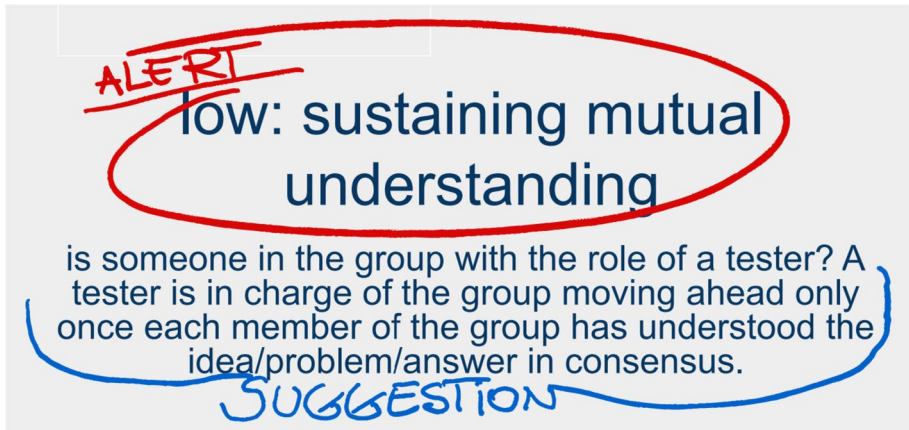 ALERT
low: sustaining mutual
understanding
is someone in the group with the role of a tester? A
tester is in charge of the group moving ahead only
once each member of the group has understood the
idea/problem/answer in consensus.
SUGGESTION